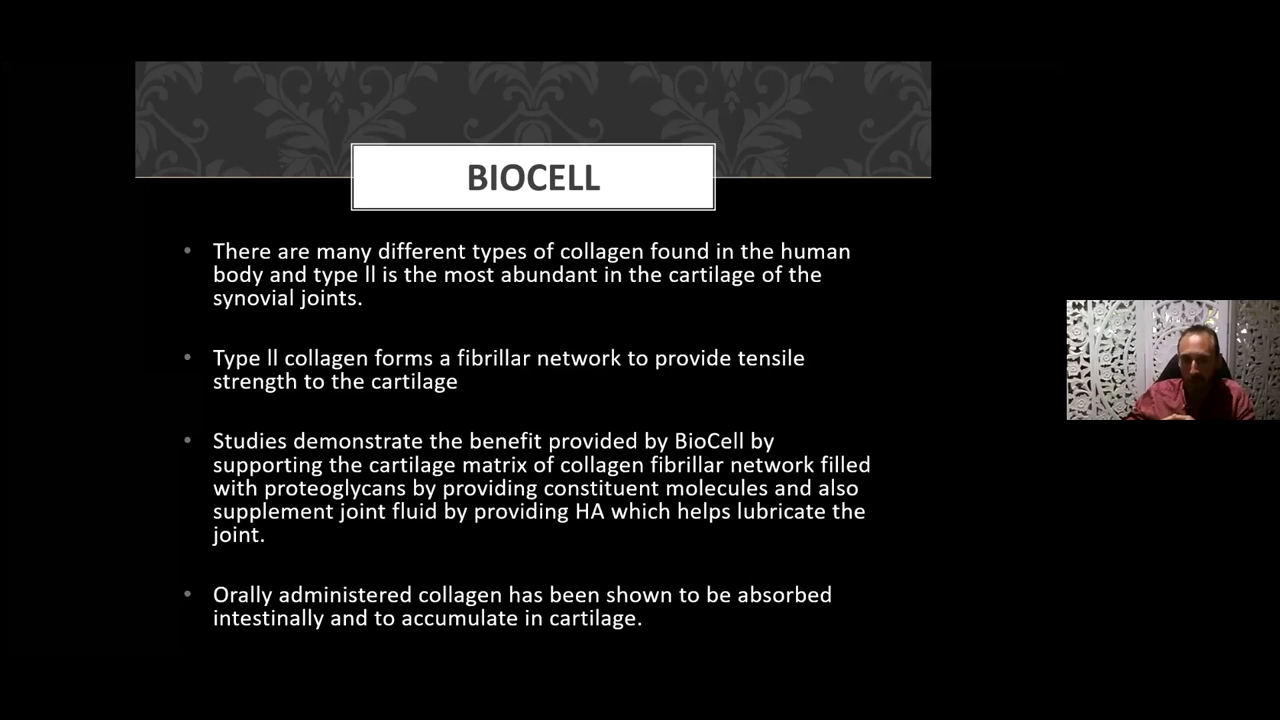 BIOCELL
There are many different types of collagen found in the human
body and type ll is the most abundant in the cartilage of the
synovial joints.
Type ll collagen forms a fibrillar network to provide tensile
strength to the cartilage
Studies demonstrate the benefit provided by BioCell by
supporting the cartilage matrix of collagen fibrillar network filled
with proteoglycans by providing constituent molecules and also
supplement joint fluid by providing HA which helps lubricate the
joint.
Orally administered collagen has been shown to be absorbed
intestinally and to accumulate in cartilage.